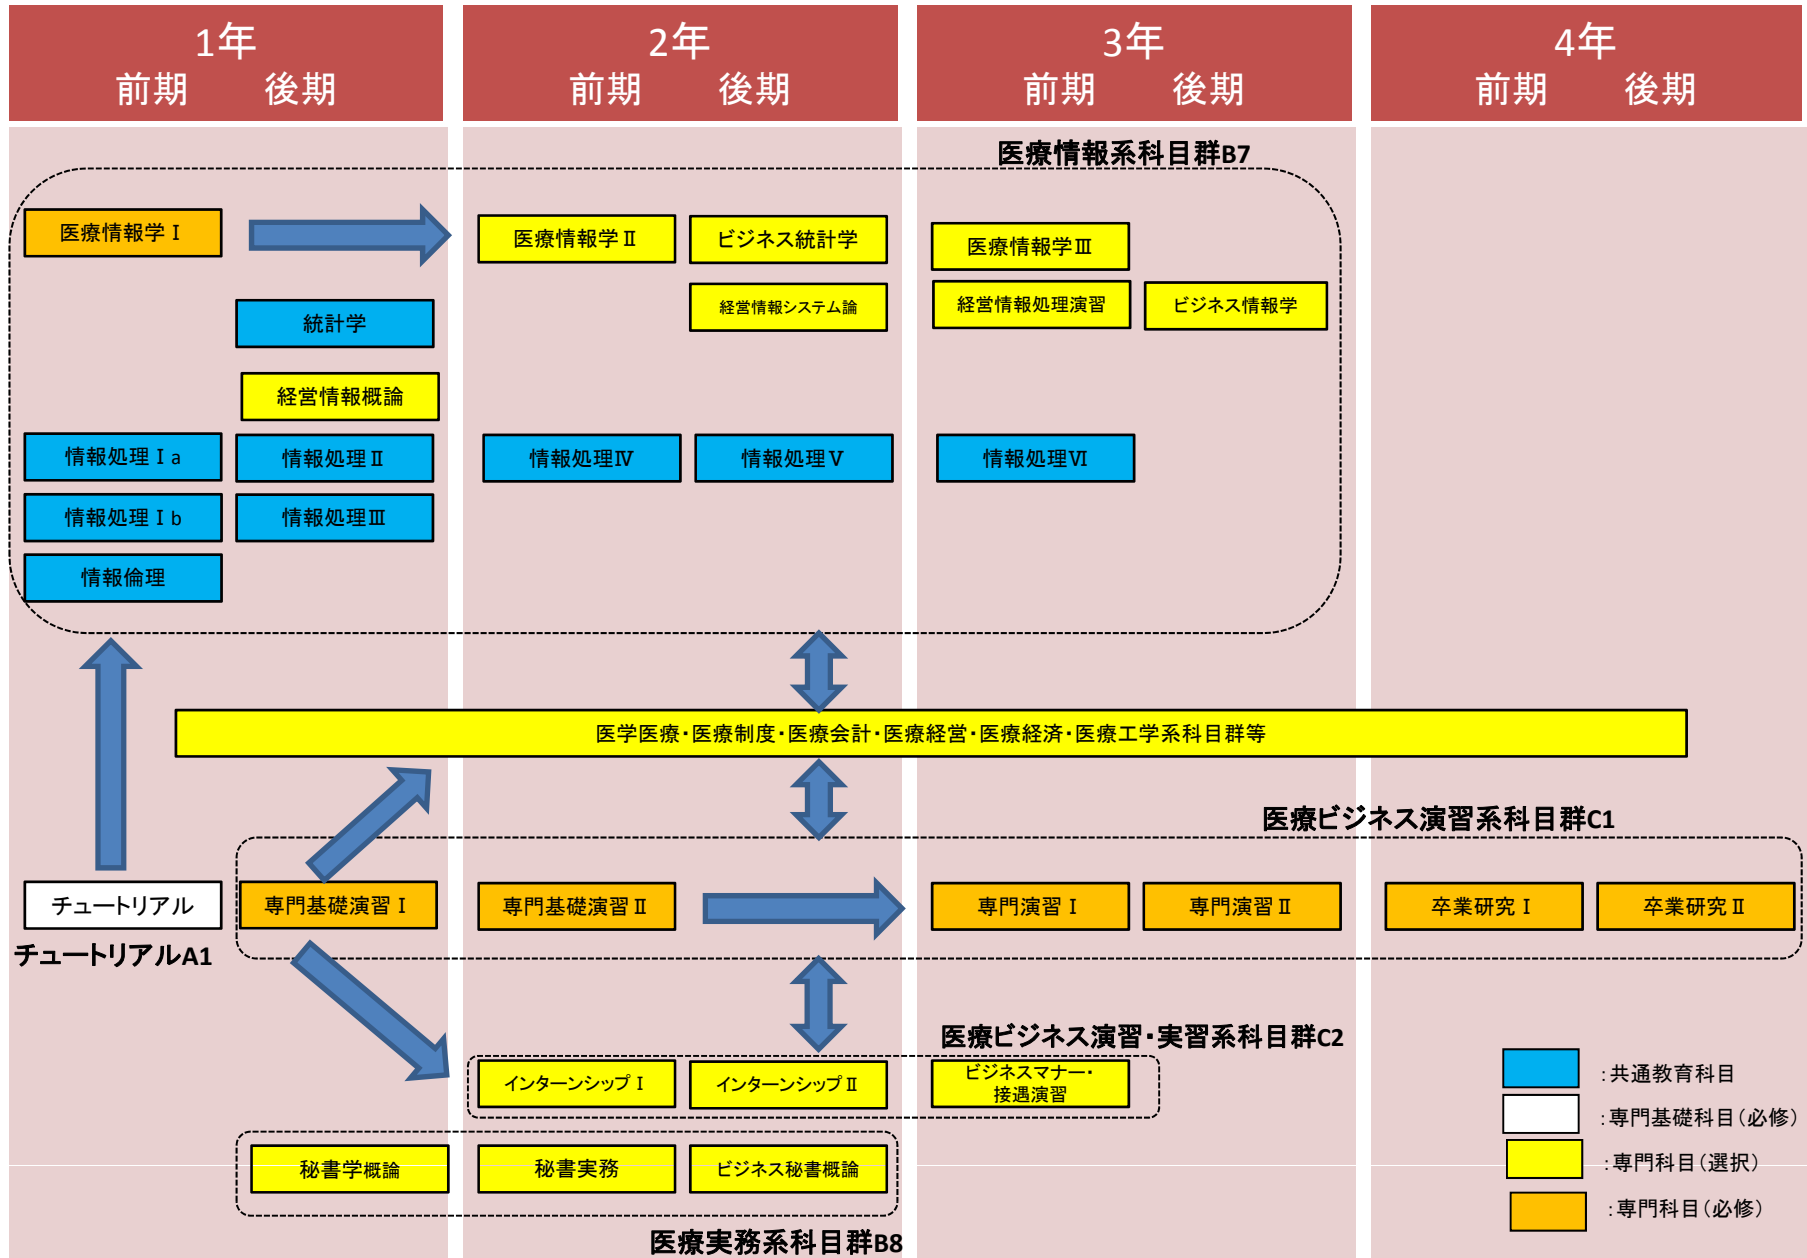 1年
前期 後期
2年
前期 後期
3年
前期 後期
4年
前期 後期
医療情報系科目群B7
医療情報学Ⅰ
医療情報学Ⅱ
ビジネス統計学
医療情報学Ⅲ
統計学
経営情報システム論
経営情報処理演習
ビジネス情報学
経営情報概論
情報処理Ⅰa
情報処理Ⅱ
情報処理Ⅳ
情報処理Ⅴ
情報処理Ⅵ
情報処理Ⅰb
情報処理Ⅲ
情報倫理
医学医療・医療制度・医療会計・医療経営・医療経済・医療工学系科目群等
医療ビジネス演習系科目群C1
チュートリアル
専門基礎演習Ⅰ
専門基礎演習Ⅱ
専門演習Ⅰ
専門演習Ⅱ
卒業研究Ⅰ
卒業研究Ⅱ
チュートリアルA1
医療ビジネス演習・実習系科目群C2
インターンシップⅠ
インターンシップⅡ
ビジネスマナー・
接遇演習
秘書学概論
秘書実務
ビジネス秘書概論
医療実務系科目群B8
:共通教育科目
:専門基礎科目(必修)
:専門科目(選択)
:専門科目(必修)